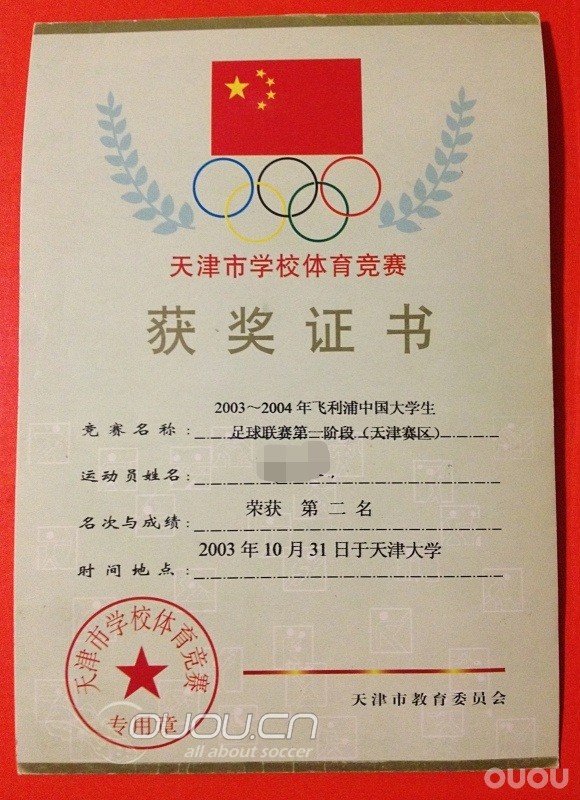 天津市学校体育竞赛
获奖证书
2003～2004年飞利浦中国大学生
竞赛名称: 足球联赛第一阶段(天津赛区)
运动员姓名:
名次与成绩: 荣获 第二名
时间地点: 2003年10月31日于天津大学
天津市学校体育竞赛
专用章
天津市教育委员会
ouou.cn
all about soccer
OUOU